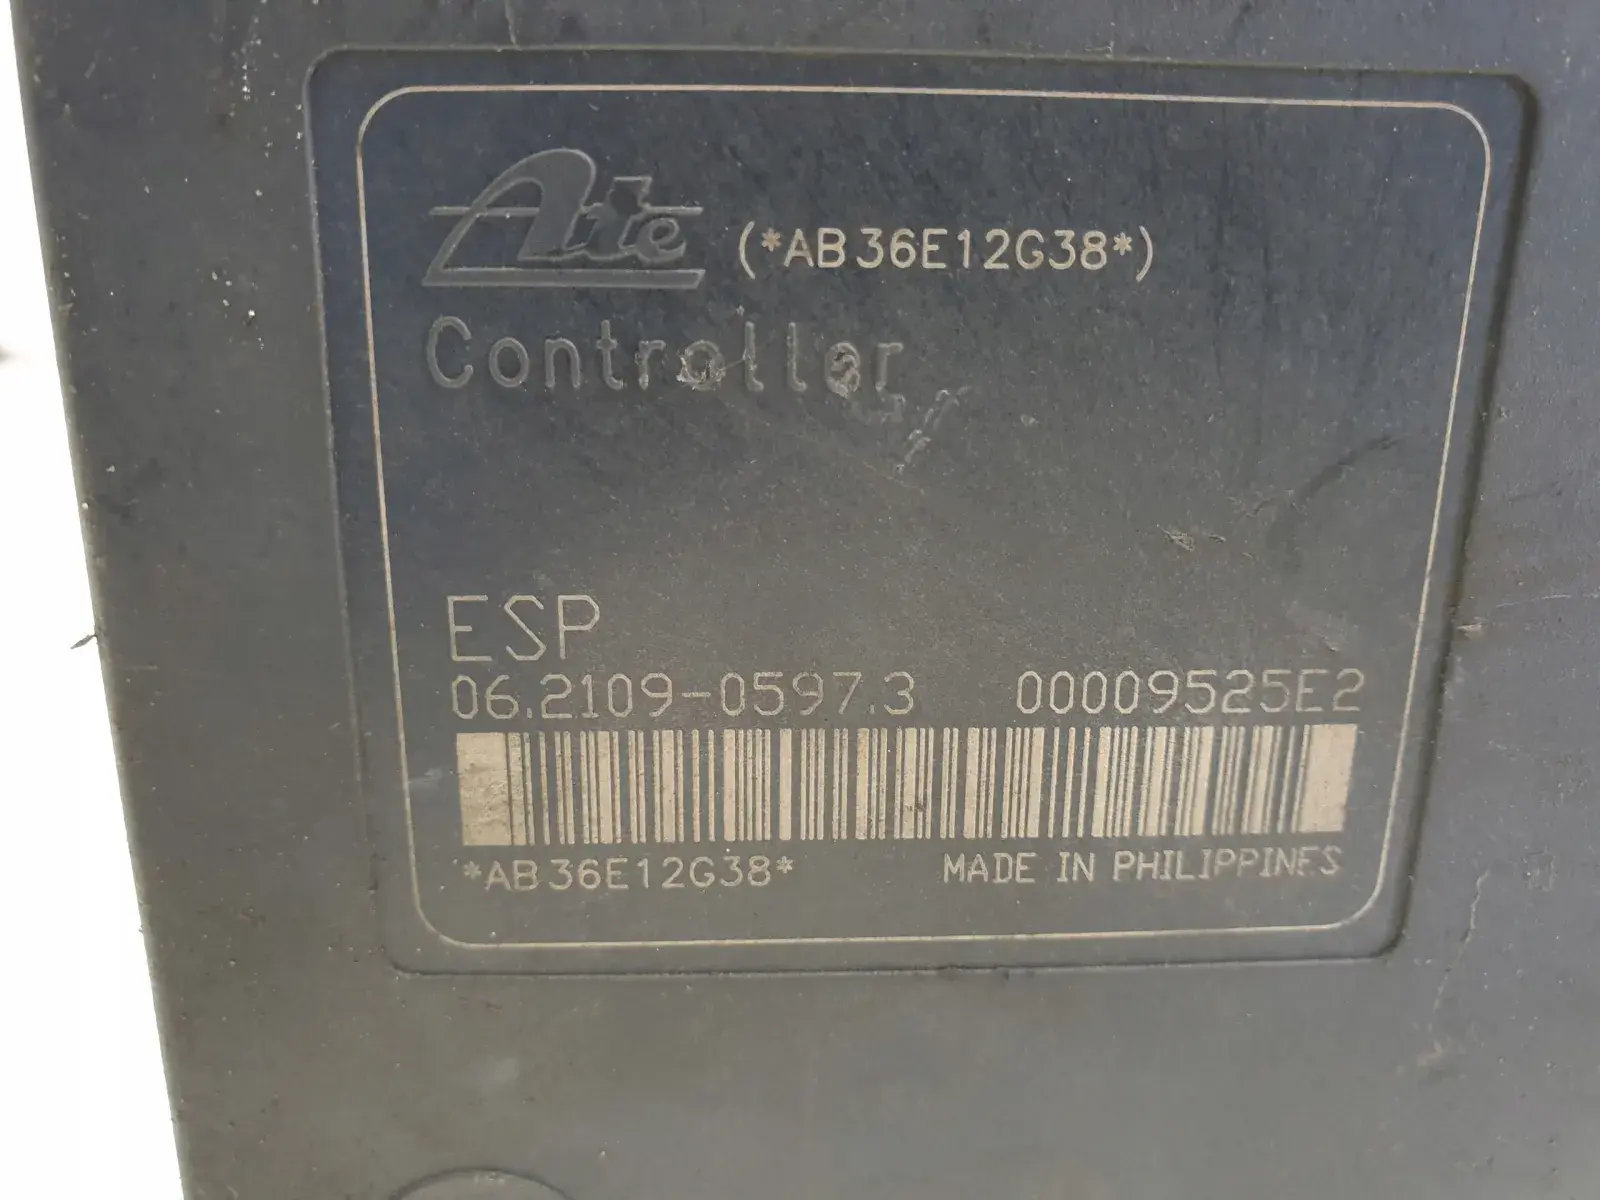 Ate (*AB36E12G38*)
Controller
ESP
06.2109-0597.3 00009525E2
*AB36E12G38* MADE IN PHILIPPINES